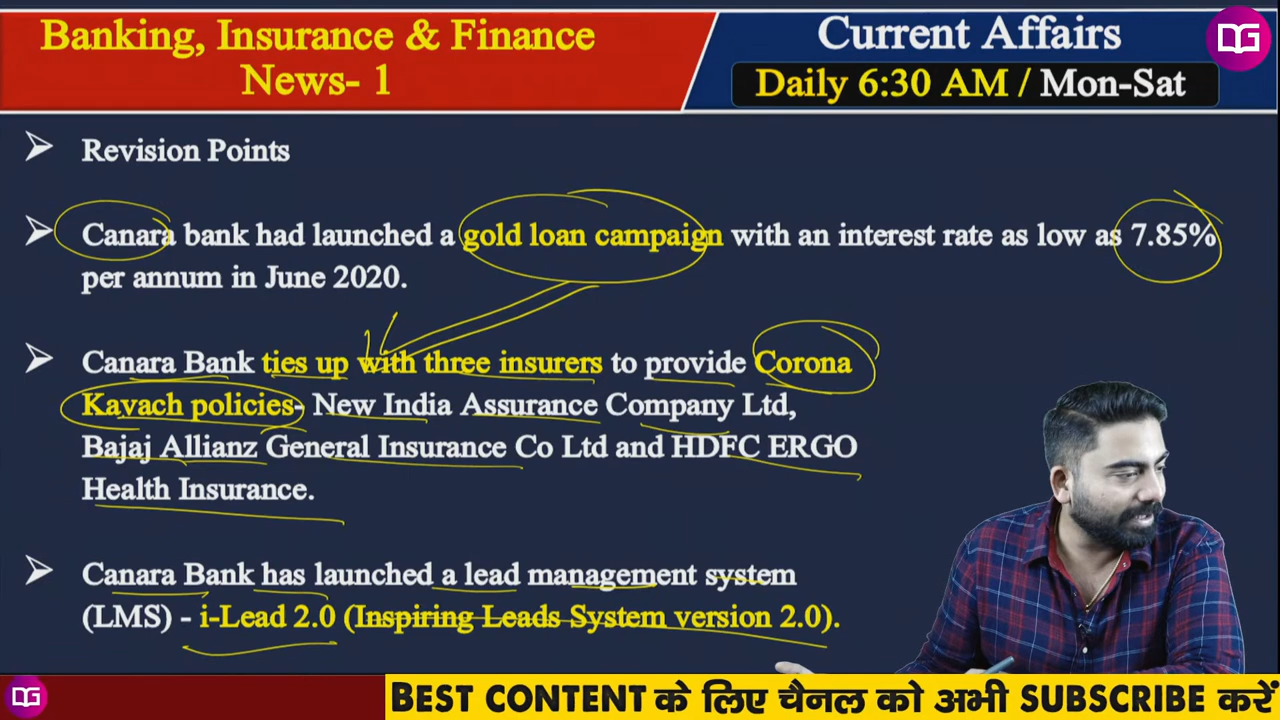 Banking, Insurance & Finance
News- 1
Current Affairs
Daily 6:30 AM / Mon-Sat
DG
➢ Revision Points
➢ Canara bank had launched a gold loan campaign with an interest rate as low as 7.85%
per annum in June 2020.
➢ Canara Bank ties up with three insurers to provide Corona
Kavach policies- New India Assurance Company Ltd,
Bajaj Allianz General Insurance Co Ltd and HDFC ERGO
Health Insurance.
➢ Canara Bank has launched a lead management system
(LMS) - i-Lead 2.0 (Inspiring Leads System version 2.0).
DG
BEST CONTENT के लिए चैनल को अभी SUBSCRIBE करें